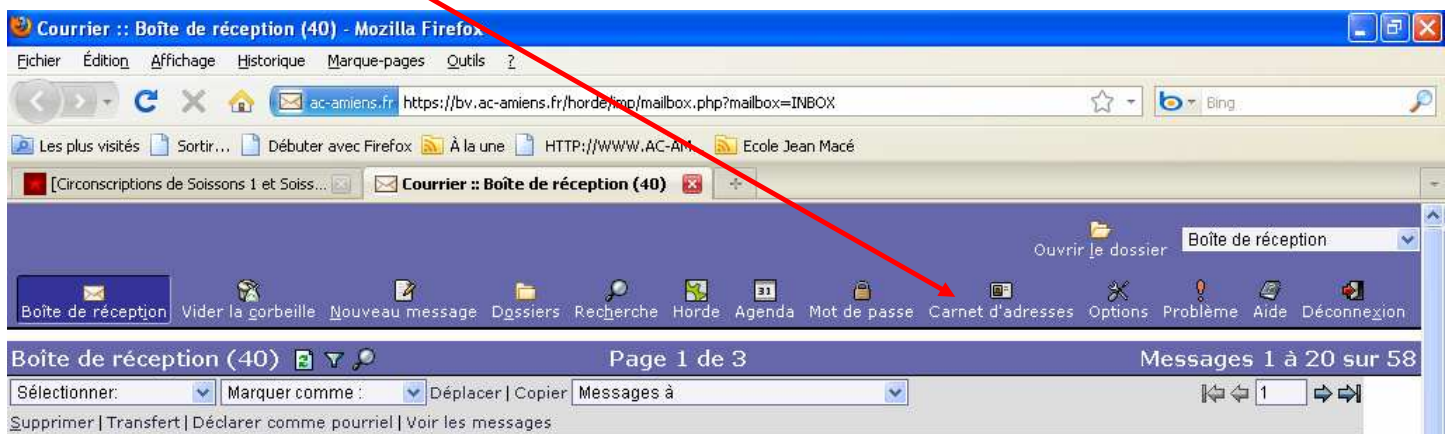 Courrier :: Boîte de réception (40) - Mozilla Firefox
Fichier Édition Affichage Historique Marque-pages Outils ?
ac-amiens.fr https://bv.ac-amiens.fr/horde/imp/mailbox.php?mailbox=INBOX Bing
Les plus visités Sortir... Débuter avec Firefox À la une HTTP://WWW.AC-AM... Ecole Jean Macé
[Circonscriptions de Soissons 1 et Soiss... Courrier :: Boîte de réception (40)
Ouvrir le dossier Boîte de réception
Boîte de réception Vider la corbeille Nouveau message Dossiers Recherche Horde 31 Agenda Mot de passe Carnet d'adresses Options Problème Aide Déconnexion
Boîte de réception (40) Page 1 de 3 Messages 1 à 20 sur 58
Sélectionner: Marquer comme : Déplacer | Copier Messages à 1
Supprimer | Transfert | Déclarer comme pourriel | Voir les messages